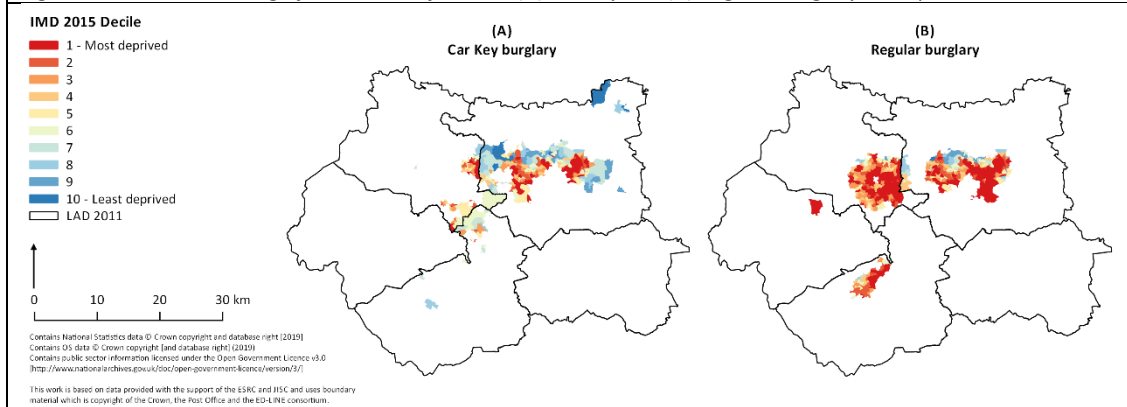 IMD 2015 Decile
1 - Most deprived
2
3
4
5
6
7
8
9
10 - Least deprived
LAD 2011
0 10 20 30 km
Contains National Statistics data © Crown copyright and database right [2019]
Contains OS data © Crown copyright [and database right] (2019)
Contains public sector information licensed under the Open Government Licence v3.0
[http://www.nationalarchives.gov.uk/doc/open-government-licence/version/3/]
This work is based on data provided with the support of the ESRC and JISC and uses boundary
material which is copyright of the Crown, the Post Office and the ED-LINE consortium.
(A)
Car Key burglary
(B)
Regular burglary